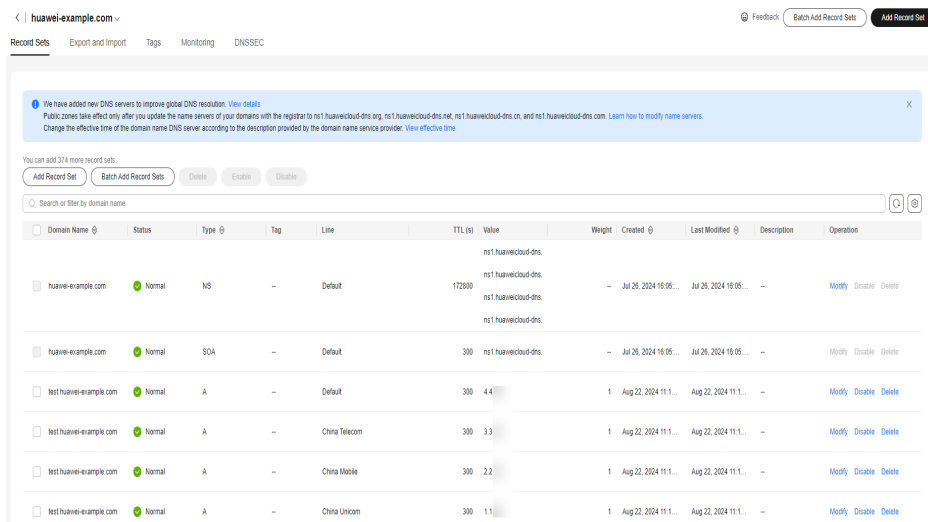 huawei-example.com
Feedback
Batch Add Record Sets
Add Record Set
Record Sets Export and Import Tags Monitoring DNSSEC
We have added new DNS servers to improve global DNS resolution. View details
Public zones take effect only after you update the name servers of your domains with the registrar to ns1.huaweicloud-dns.org, ns1.huaweicloud-dns.net, ns1.huaweicloud-dns.cn, and ns1.huaweicloud-dns.com. Learn how to modify name servers.
Change the effective time of the domain name DNS server according to the description provided by the domain name service provider. View effective time
You can add 374 more record sets.
Add Record Set Batch Add Record Sets Delete Enable Disable
Search or filter by domain name
Domain Name Status Type Tag Line TTL (s) Value Weight Created Last Modified Description Operation
ns1.huaweicloud-dns.
ns1.huaweicloud-dns.
huawei-example.com Normal NS Default 172800 -- Jul 26, 2024 16:05:... Jul 26, 2024 16:05:... -- Modify Disable Delete
ns1.huaweicloud-dns.
ns1.huaweicloud-dns.
huawei-example.com Normal SOA -- Default 300 ns1.huaweicloud-dns. -- Jul 26, 2024 16:05:... Jul 26, 2024 16:05:... -- Modify Disable Delete
test.huawei-example.com Normal A -- Default 300 4.4 1 Aug 22, 2024 11:1... Aug 22, 2024 11:1... -- Modify Disable Delete
test.huawei-example.com Normal A -- China Telecom 300 3.3 1 Aug 22, 2024 11:1... Aug 22, 2024 11:1... -- Modify Disable Delete
test.huawei-example.com Normal A -- China Mobile 300 2.2 1 Aug 22, 2024 11:1... Aug 22, 2024 11:1... -- Modify Disable Delete
test.huawei-example.com Normal A -- China Unicom 300 1.1 1 Aug 22, 2024 11:1... Aug 22, 2024 11:1... -- Modify Disable Delete